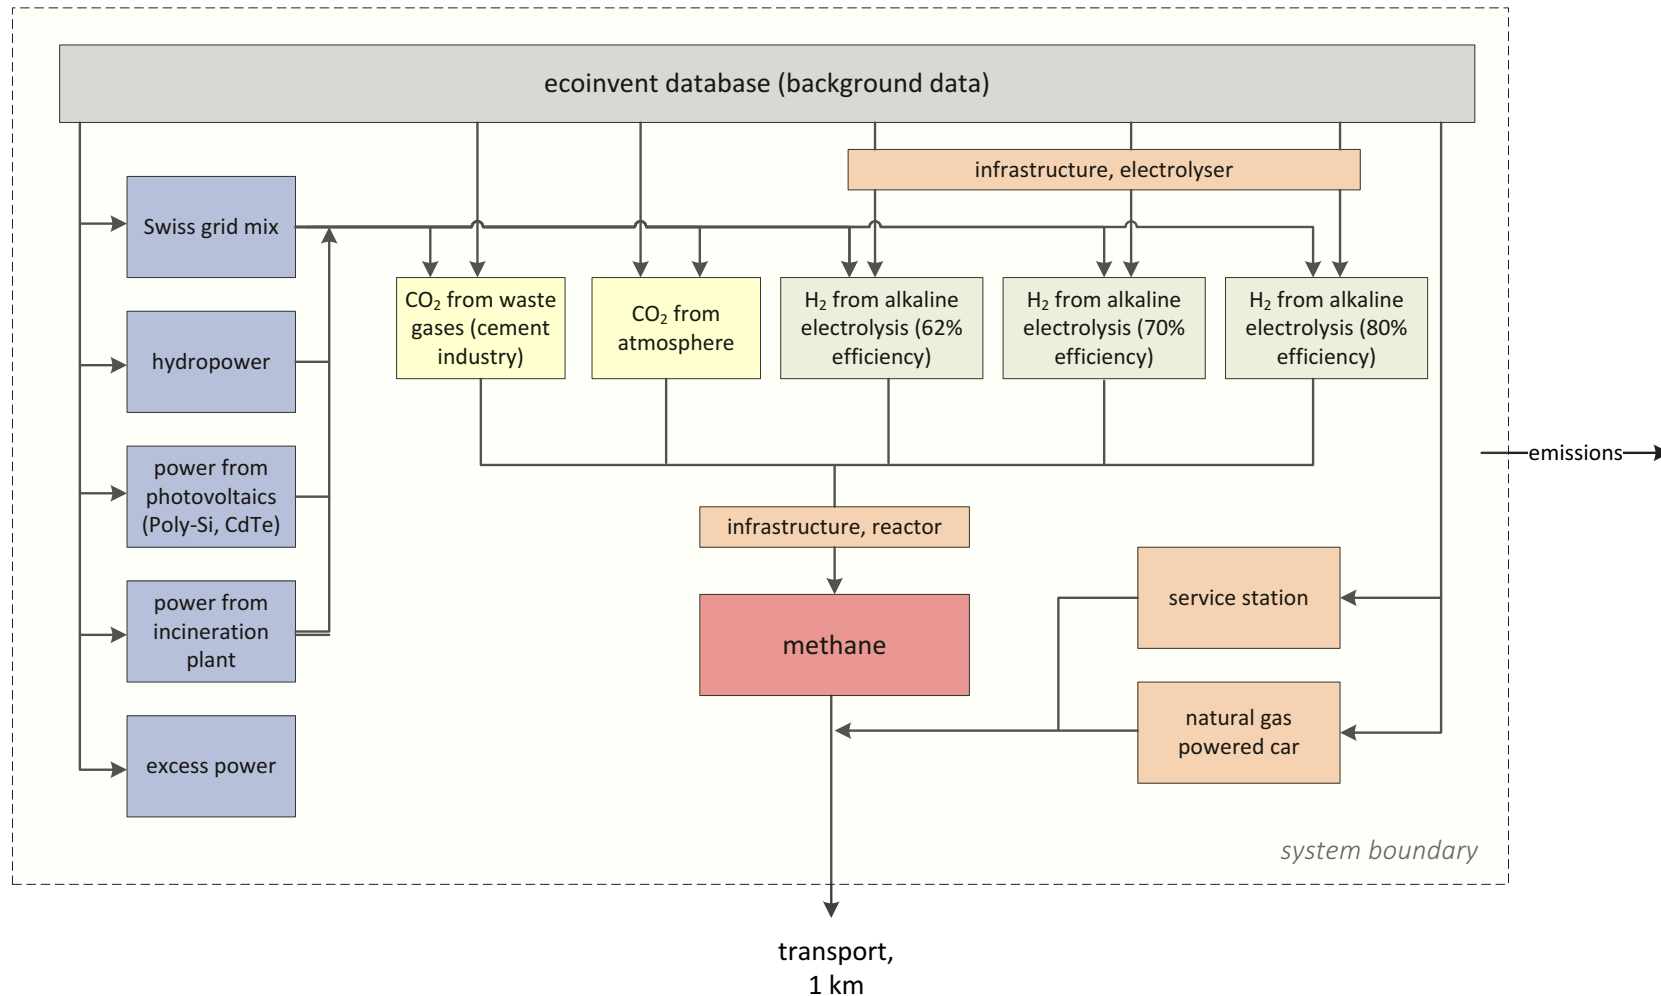 ecoinvent database (background data)
infrastructure, electrolyser
Swiss grid mix
hydropower
power from
photovoltaics
(Poly-Si, CdTe)
power from
incineration
plant
excess power
CO₂ from waste
gases (cement
industry)
CO₂ from
atmosphere
H₂ from alkaline
electrolysis (62%
efficiency)
H₂ from alkaline
electrolysis (70%
efficiency)
H₂ from alkaline
electrolysis (80%
efficiency)
emissions
infrastructure, reactor
methane
service station
natural gas
powered car
system boundary
transport,
1 km